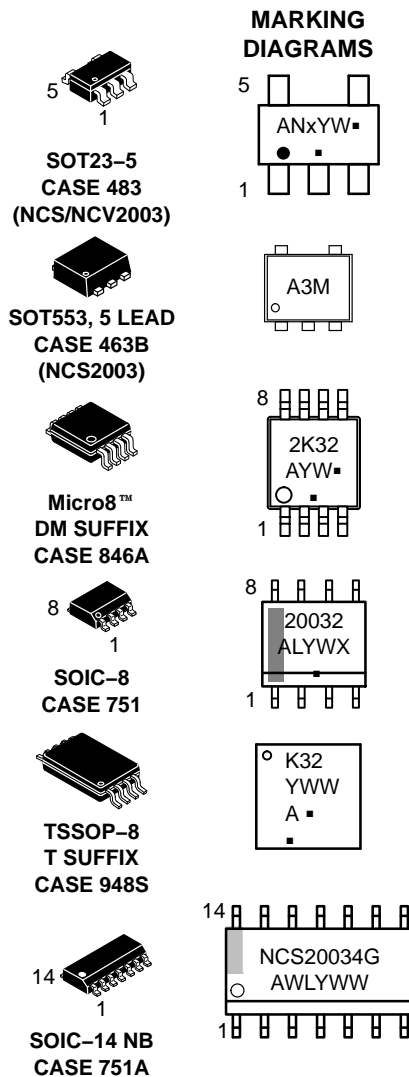 MARKING
DIAGRAMS
5
1
SOT23−5
CASE 483
(NCS/NCV2003)
5
ANxYW▪
▪
1
SOT553, 5 LEAD
CASE 463B
(NCS2003)
A3M
Micro8™
DM SUFFIX
CASE 846A
8
2K32
AYW▪
▪
1
8
1
SOIC−8
CASE 751
8
20032
ALYWX
▪
1
TSSOP−8
T SUFFIX
CASE 948S
K32
YWW
A ▪
▪
14
1
SOIC−14 NB
CASE 751A
14
NCS20034G
AWLYWW
1